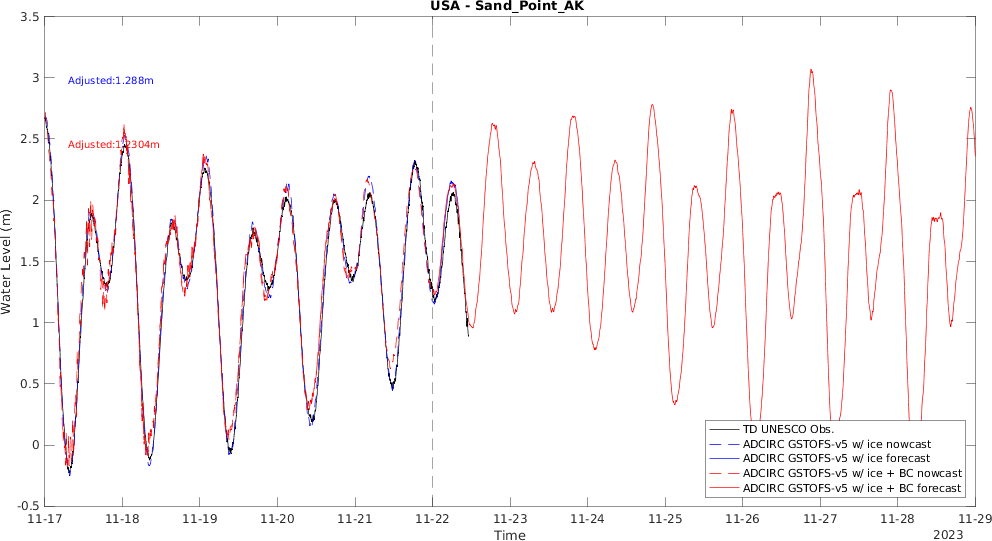 USA - Sand_Point_AK
3.5
3
2.5
2
1.5
1
0.5
0
-0.5
Water Level (m)
Adjusted:1.288m
Adjusted:1.2304m
TD UNESCO Obs.
ADCIRC GSTOFS-v5 w/ ice nowcast
ADCIRC GSTOFS-v5 w/ ice forecast
ADCIRC GSTOFS-v5 w/ ice + BC nowcast
ADCIRC GSTOFS-v5 w/ ice + BC forecast
11-17 11-18 11-19 11-20 11-21 11-22 11-23 11-24 11-25 11-26 11-27 11-28 11-29
Time
2023